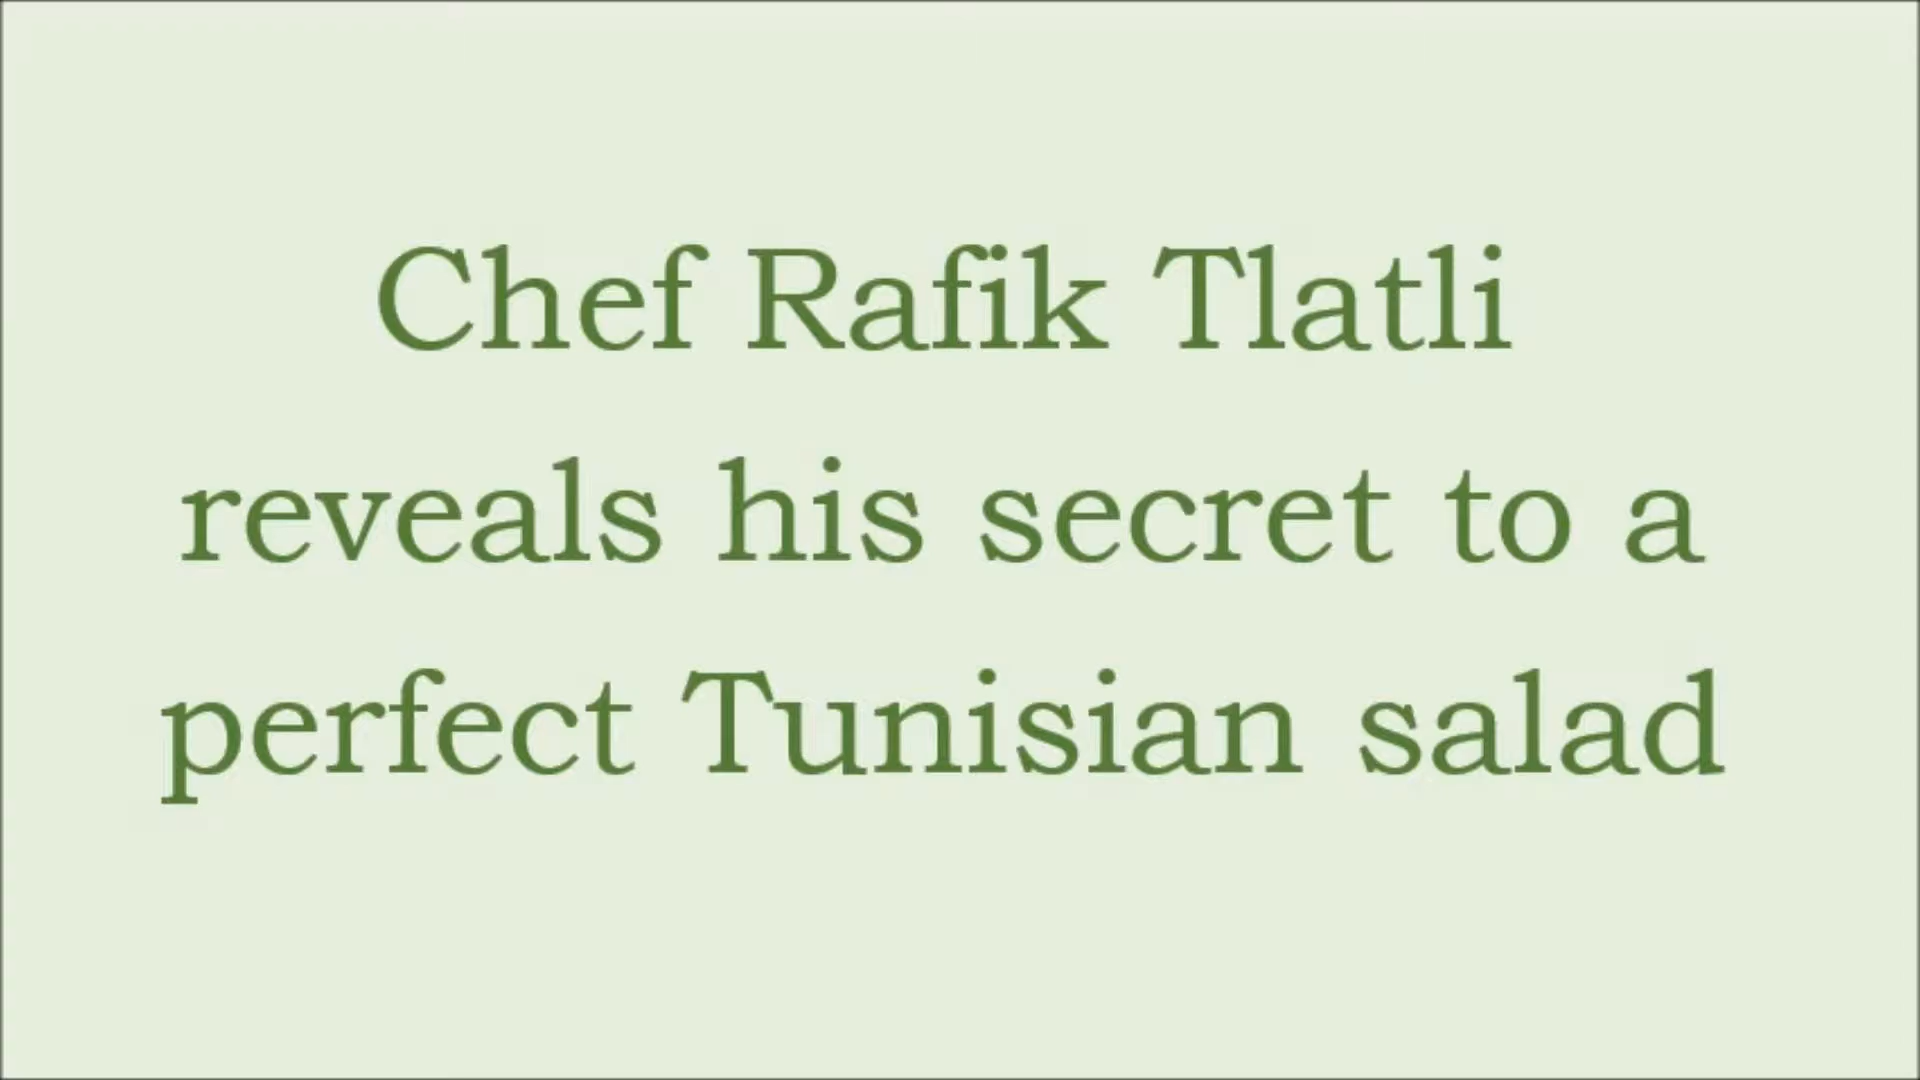 Chef Rafik Tlatli
reveals his secret to a
perfect Tunisian salad